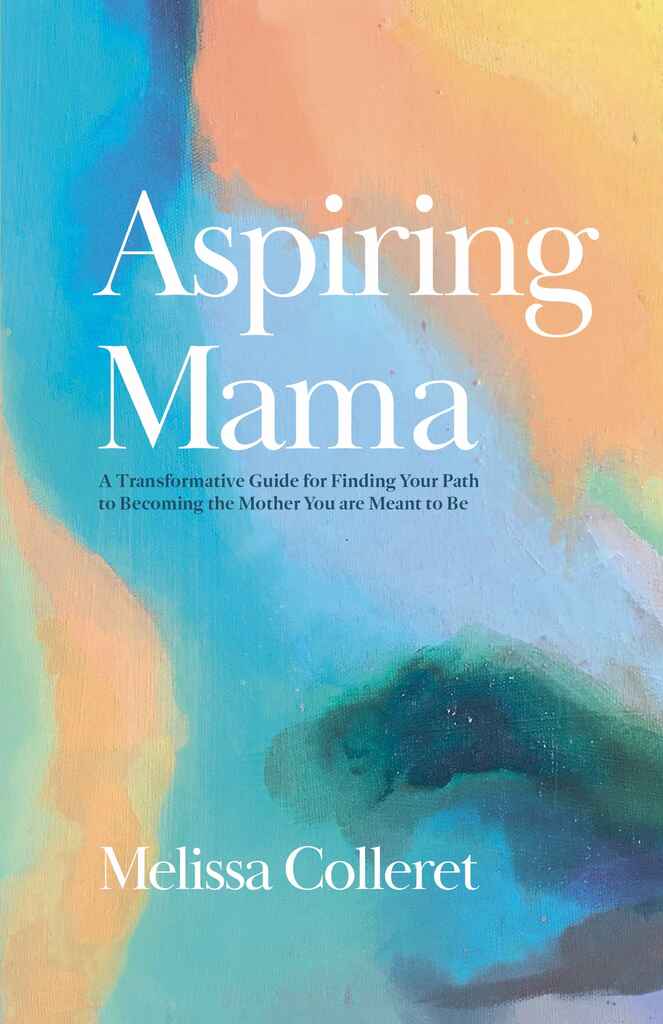 Aspiring
Mama
A Transformative Guide for Finding Your Path
to Becoming the Mother You are Meant to Be
Melissa Colleret